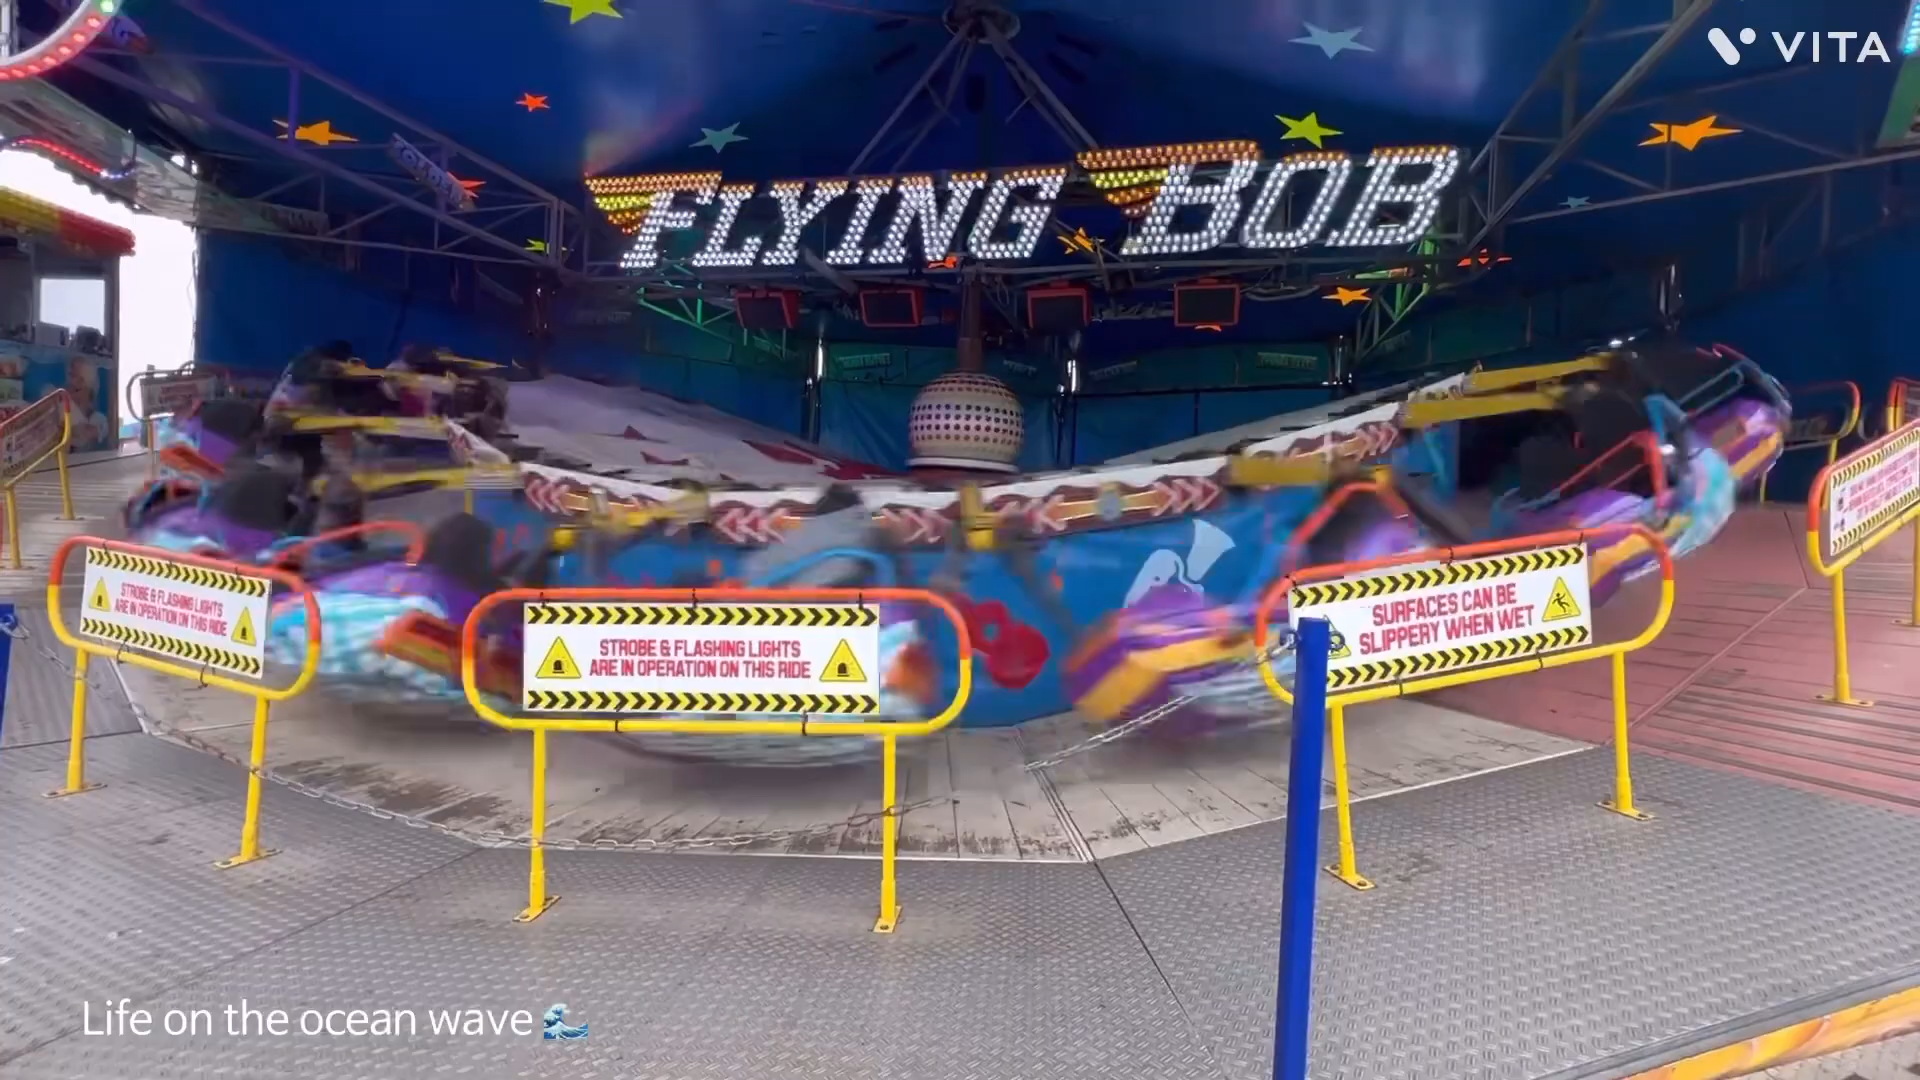 VITA
FLYING BOB
STROBE & FLASHING LIGHTS
ARE IN OPERATION ON THIS RIDE
STROBE & FLASHING LIGHTS
ARE IN OPERATION ON THIS RIDE
SURFACES CAN BE
SLIPPERY WHEN WET
Life on the ocean wave 🌊